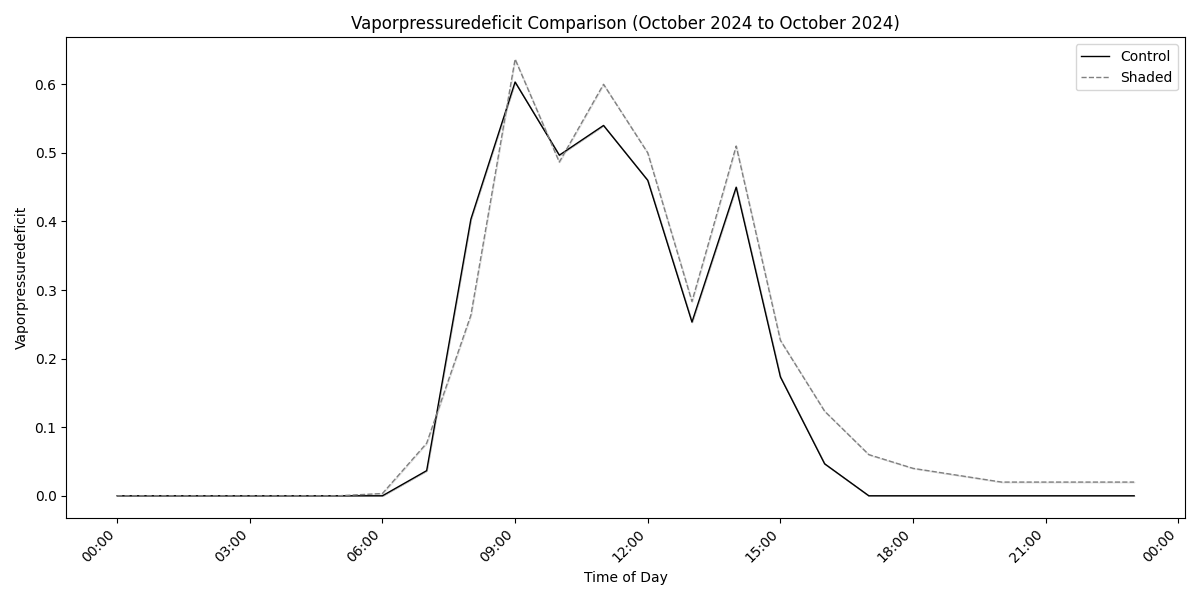 Vaporpressuredeficit Comparison (October 2024 to October 2024)
Control
Shaded
Vaporpressuredeficit
0.6
0.5
0.4
0.3
0.2
0.1
0.0
00:00 03:00 06:00 09:00 12:00 15:00 18:00 21:00 00:00
Time of Day